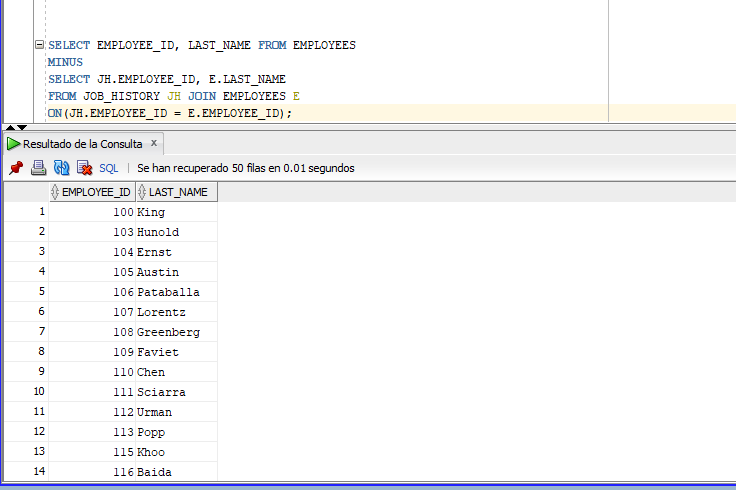 SELECT EMPLOYEE_ID, LAST_NAME FROM EMPLOYEES
MINUS
SELECT JH.EMPLOYEE_ID, E.LAST_NAME
FROM JOB_HISTORY JH JOIN EMPLOYEES E
ON(JH.EMPLOYEE_ID = E.EMPLOYEE_ID);
Resultado de la Consulta x
SQL | Se han recuperado 50 filas en 0.01 segundos
EMPLOYEE_ID LAST_NAME
1 100 King
2 103 Hunold
3 104 Ernst
4 105 Austin
5 106 Pataballa
6 107 Lorentz
7 108 Greenberg
8 109 Faviet
9 110 Chen
10 111 Sciarra
11 112 Urman
12 113 Popp
13 115 Khoo
14 116 Baida